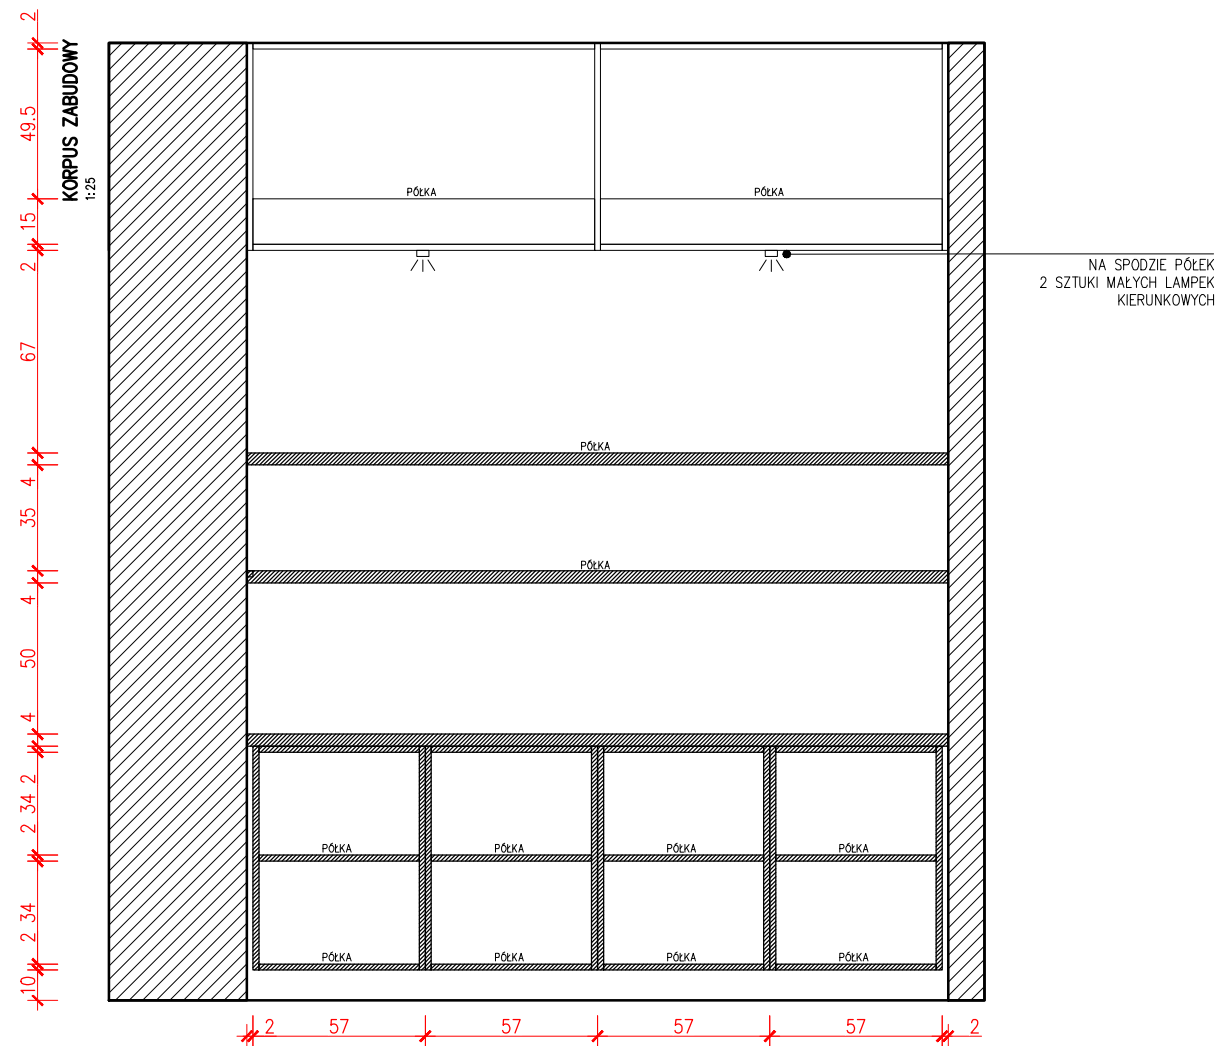 KORPUS ZABUDOWY
1:25
2
49.5
15
2
67
4
35
4
50
4
2
34
2
34
2
10
PÓŁKA PÓŁKA
NA SPODZIE PÓŁEK
2 SZTUKI MAŁYCH LAMPEK
KIERUNKOWYCH
PÓŁKA
PÓŁKA
PÓŁKA PÓŁKA PÓŁKA PÓŁKA
PÓŁKA PÓŁKA PÓŁKA PÓŁKA
2 57 57 57 57 2